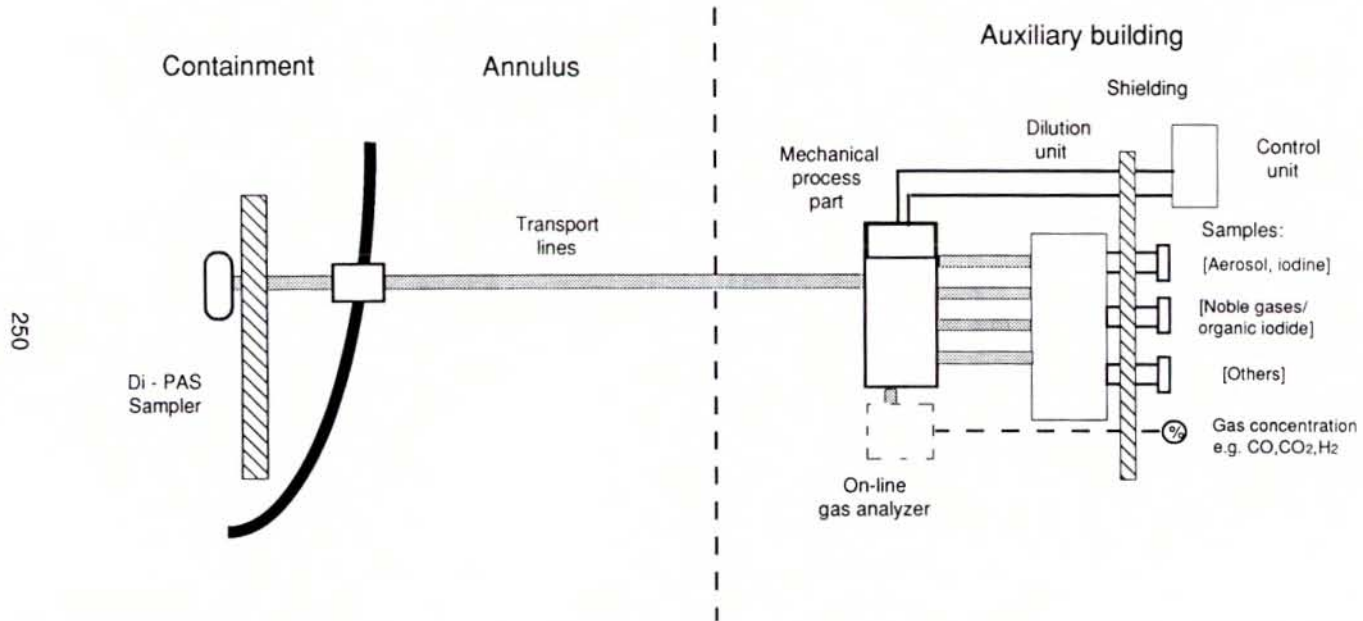 Containment
Annulus
Auxiliary building
Shielding
Dilution
unit
Control
unit
Mechanical
process
part
Transport
lines
Samples:
[Aerosol, iodine]
[Noble gases/
organic iodide]
[Others]
250
Di - PAS
Sampler
%
Gas concentration
e.g. CO,CO2,H2
On-line
gas analyzer